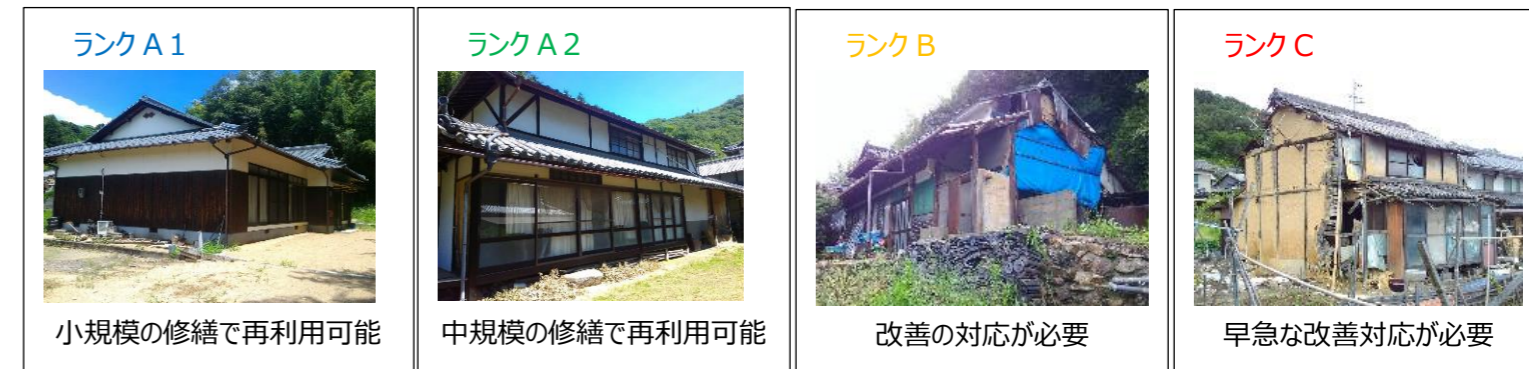 ランクA1
小規模の修繕で再利用可能
ランクA2
中規模の修繕で再利用可能
ランクB
改善の対応が必要
ランクC
早急な改善対応が必要